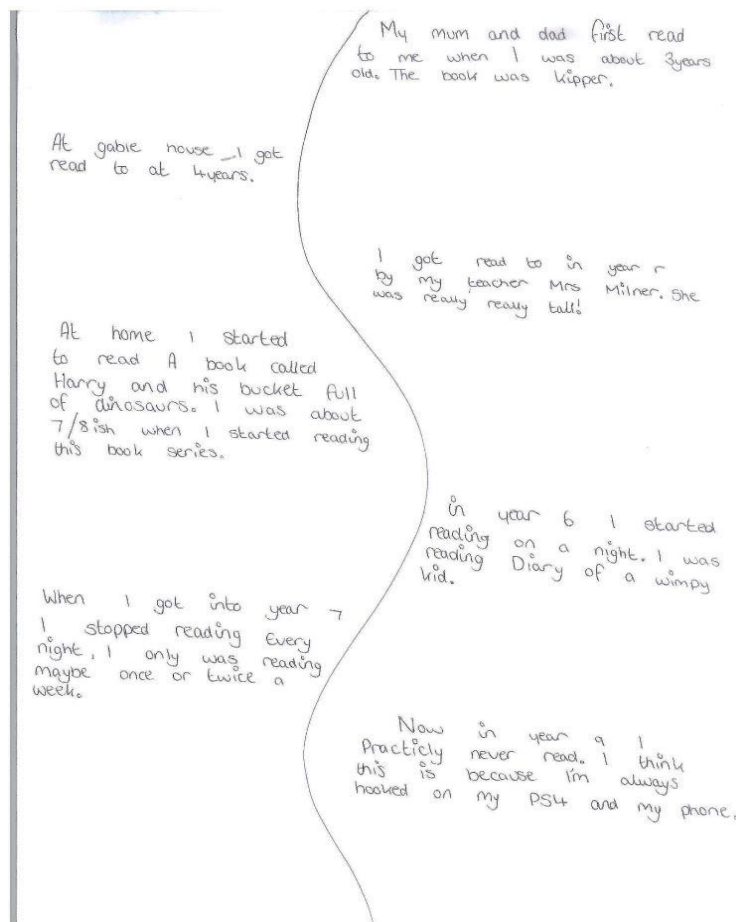 My mum and dad first read
to me when I was about 3years
old. The book was kipper.
At gabie house I got
read to at 4years.
I got read to in year r
by my teacher Mrs Milner. She
was really really tall!
At home I started
to read A book called
Harry and his bucket full
of dinosaurs. I was about
7/8ish when I started reading
this book series.
in year 6 I started
reading on a night. I was
reading Diary of a wimpy
kid.
When I got into year 7
I stopped reading Every
night. I only was reading
maybe once or twice a
week.
Now in year 9 I
Practicly never read. I think
this is because I'm always
hooked on my PS4 and my phone.